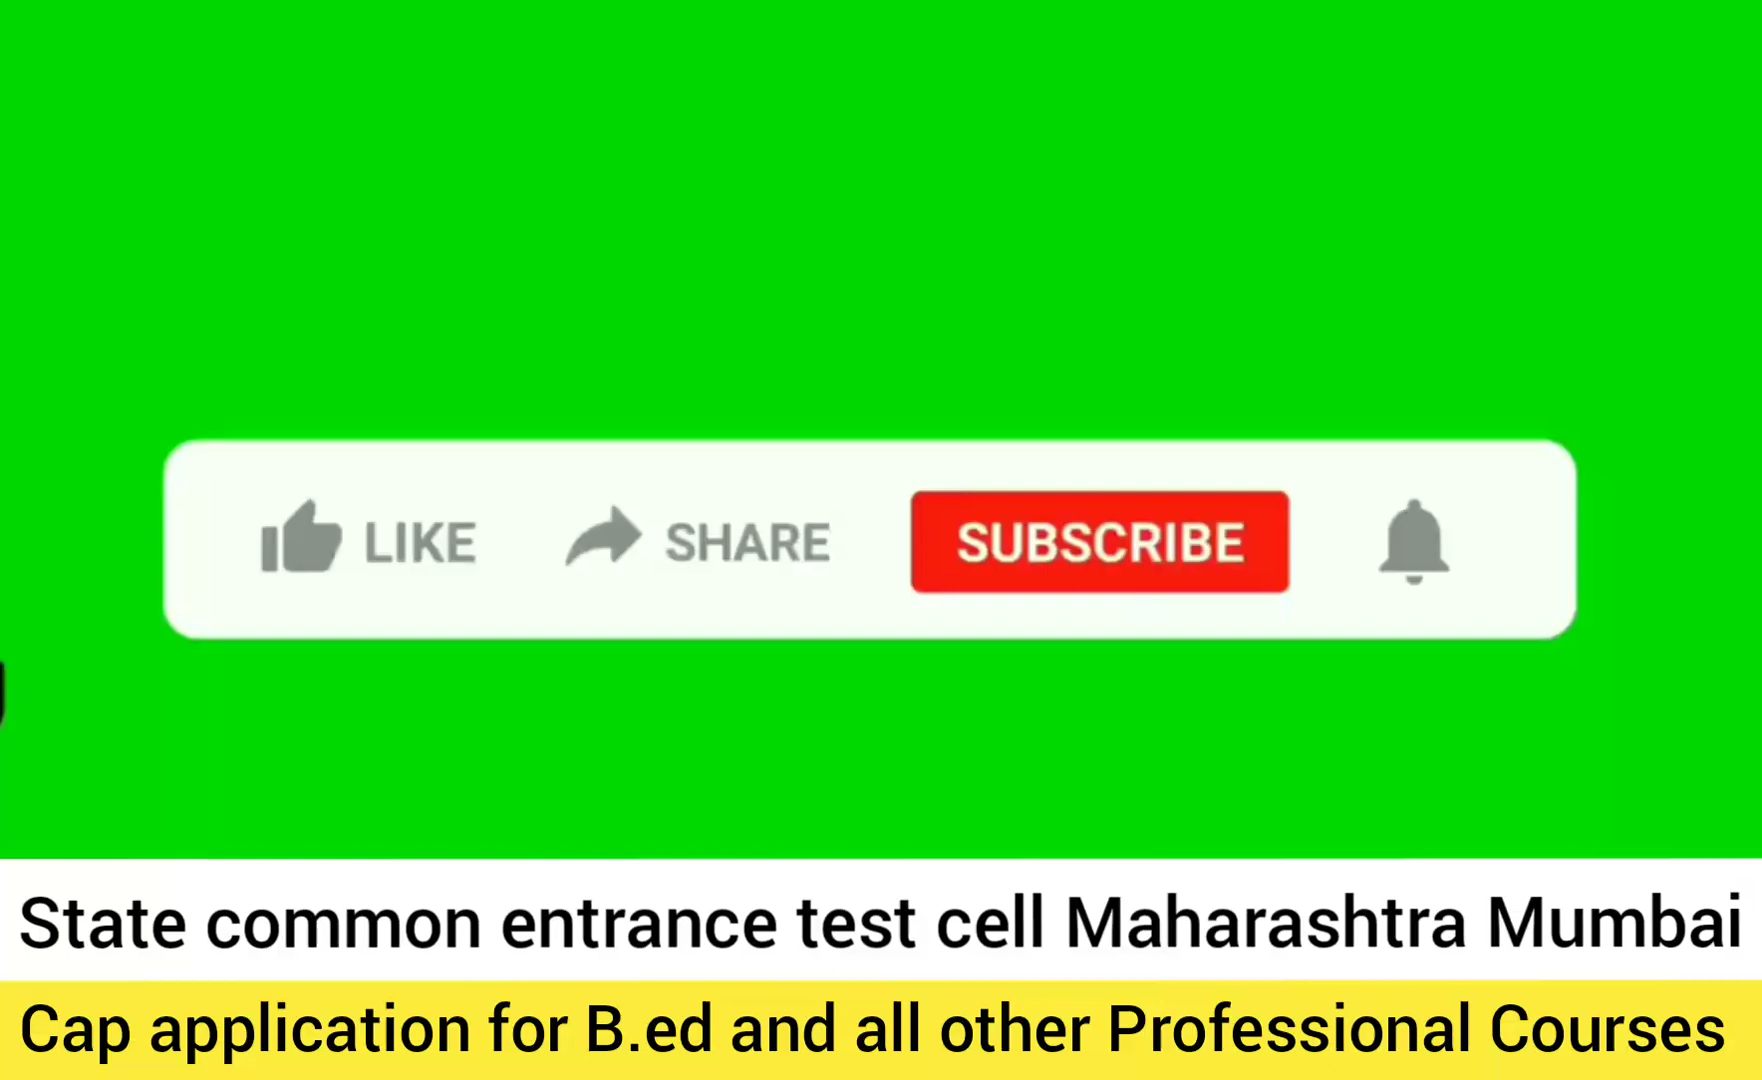 LIKE SHARE SUBSCRIBE
State common entrance test cell Maharashtra Mumbai
Cap application for B.ed and all other Professional Courses